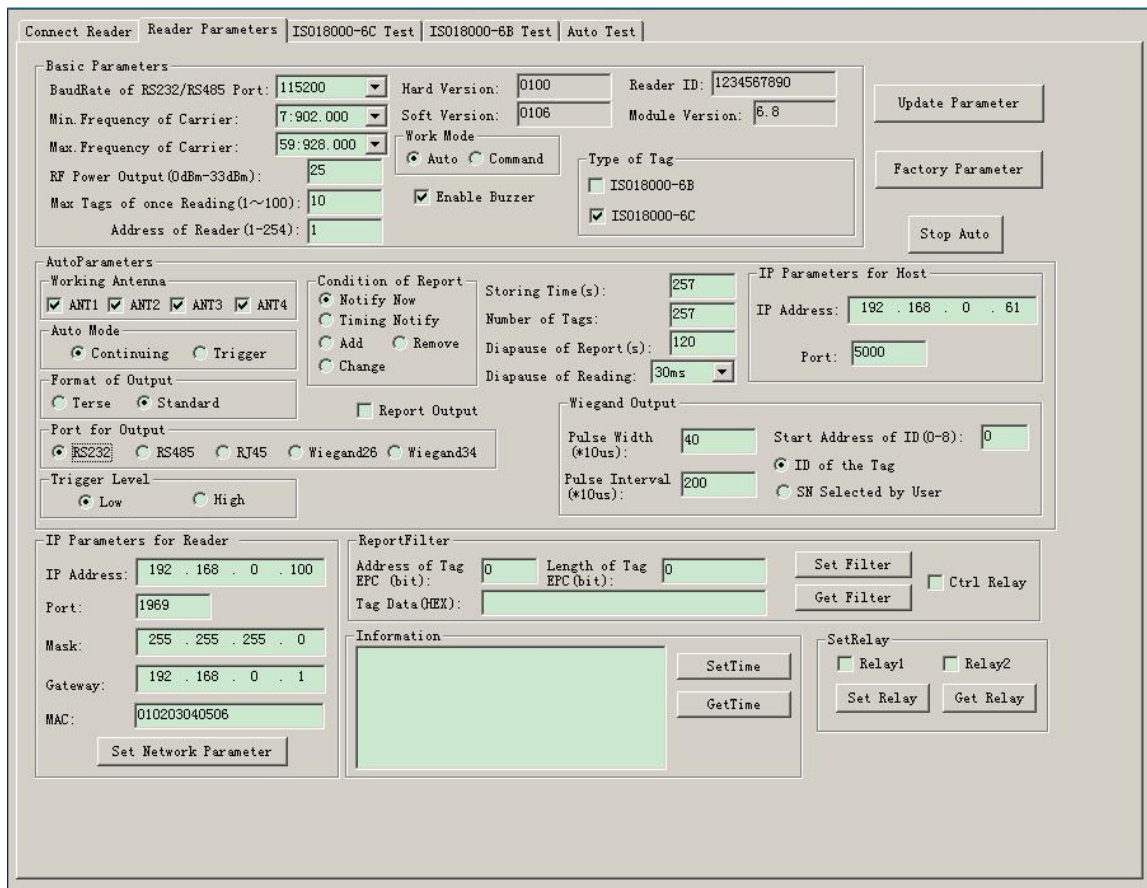 Connect Reader Reader Parameters ISO18000-6C Test ISO18000-6B Test Auto Test
Basic Parameters
BaudRate of RS232/RS485 Port: 115200
Min.Frequency of Carrier: 7:902.000
Max.Frequency of Carrier: 59:928.000
RF Power Output(0dBm-33dBm): 25
Max Tags of once Reading(1~100): 10
Address of Reader(1-254): 1
Hard Version: 0100
Soft Version: 0106
Work Mode
Auto Command
Enable Buzzer
Reader ID: 1234567890
Module Version: 6.8
Type of Tag
ISO18000-6B
ISO18000-6C
Update Parameter
Factory Parameter
Stop Auto
AutoParameters
Working Antenna
ANT1 ANT2 ANT3 ANT4
Auto Mode
Continuing Trigger
Format of Output
Terse Standard
Port for Output
RS232 RS485 RJ45 Wiegand26 Wiegand34
Trigger Level
Low High
Condition of Report
Notify Now
Timing Notify
Add Remove
Change
Report Output
Storing Time(s): 257
Number of Tags: 257
Diapause of Report(s): 120
Diapause of Reading: 30ms
IP Parameters for Host
IP Address: 192 .168 . 0 . 61
Port: 5000
Wiegand Output
Pulse Width
(*10us): 40
Pulse Interval
(*10us): 200
Start Address of ID(0-8): 0
ID of the Tag
SN Selected by User
IP Parameters for Reader
IP Address: 192 .168 . 0 .100
Port: 1969
Mask: 255 .255 .255 . 0
Gateway: 192 .168 . 0 . 1
MAC: 010203040506
Set Network Parameter
ReportFilter
Address of Tag
EPC (bit): 0
Length of Tag
EPC(bit): 0
Tag Data(HEX):
Set Filter
Get Filter
Ctrl Relay
Information
SetTime
GetTime
SetRelay
Relay1 Relay2
Set Relay Get Relay